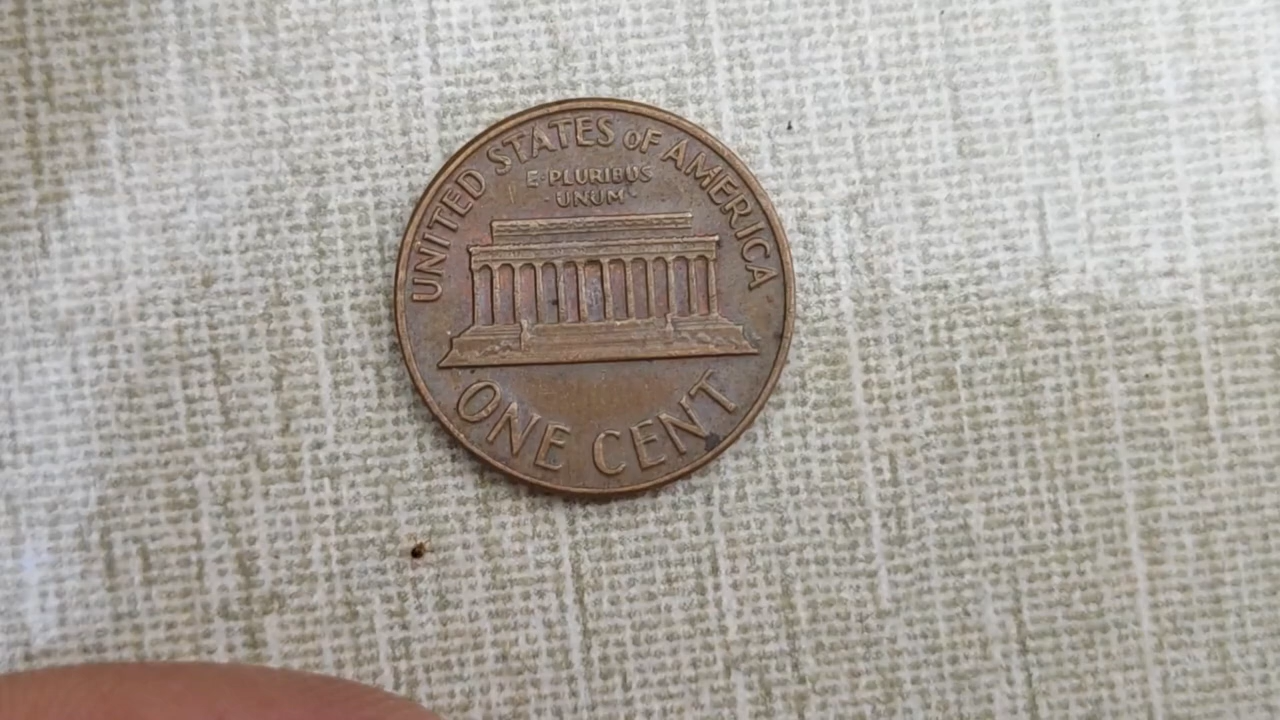 UNITED STATES OF AMERICA
E·PLURIBUS
·UNUM·
ONE CENT